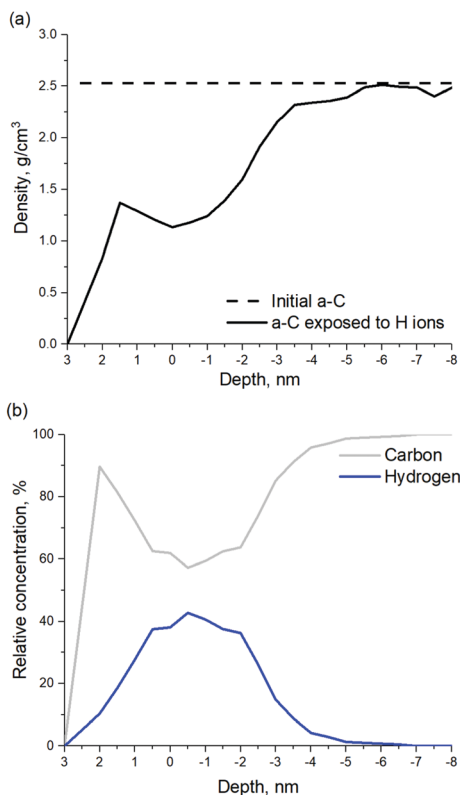 (a)
3.0
2.5
2.0
1.5
1.0
0.5
0.0
Density, g/cm³
Initial a-C
a-C exposed to H ions
3 2 1 0 -1 -2 -3 -4 -5 -6 -7 -8
Depth, nm
(b)
100
80
60
40
20
0
Relative concentration, %
Carbon
Hydrogen
3 2 1 0 -1 -2 -3 -4 -5 -6 -7 -8
Depth, nm